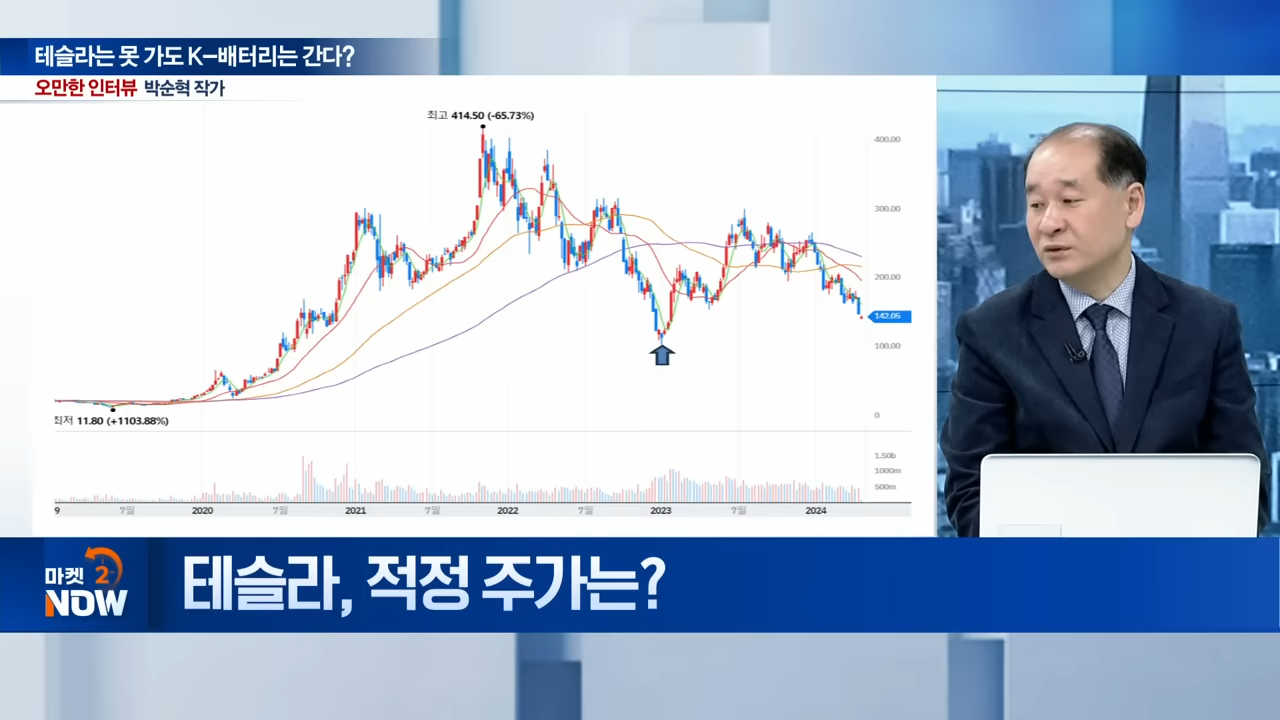 테슬라는 못 가도 K-배터리는 간다?
오만한 인터뷰 박순혁 작가
최고 414.50 (-65.73%)
400.00
300.00
200.00
142.05
100.00
0
최저 11.80 (+1103.88%)
1.50b
1000m
500m
9 7월 2020 7월 2021 7월 2022 7월 2023 7월 2024
마켓 2
NOW
테슬라, 적정 주가는?